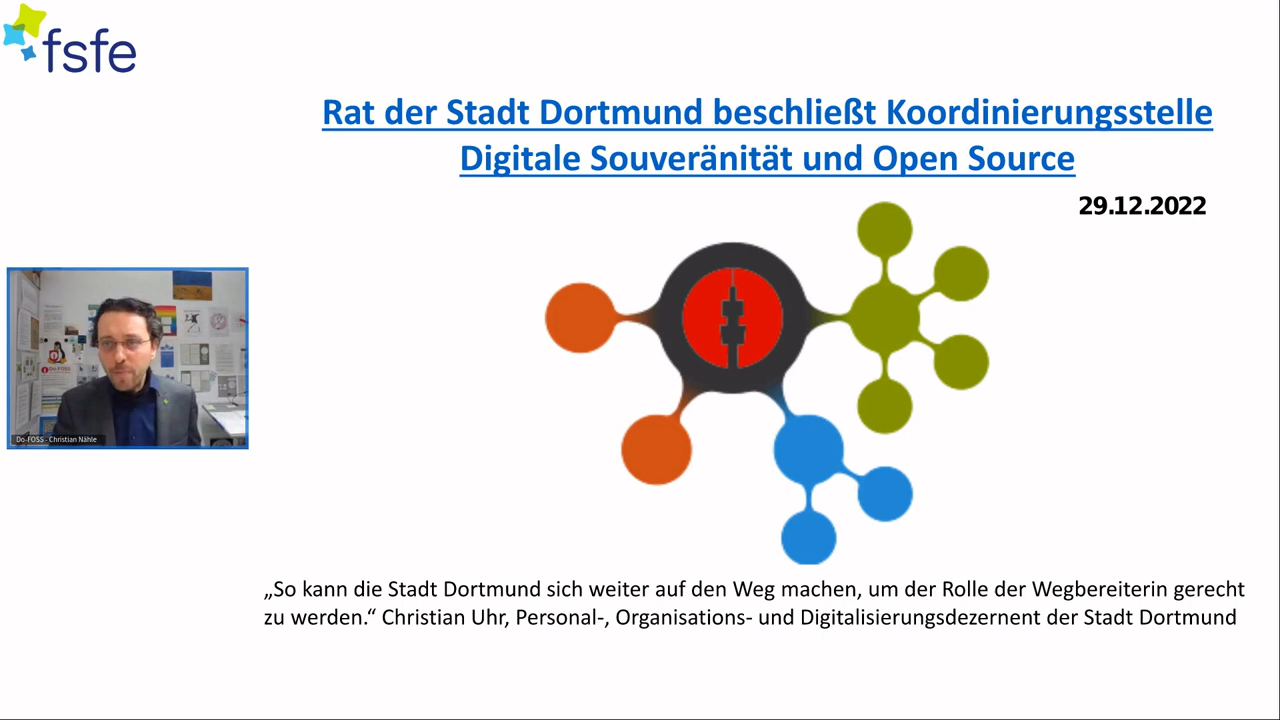 fsfe
Rat der Stadt Dortmund beschließt Koordinierungsstelle
Digitale Souveränität und Open Source
29.12.2022
Do-FOSS
Do-FOSS - Christian Nähle
„So kann die Stadt Dortmund sich weiter auf den Weg machen, um der Rolle der Wegbereiterin gerecht
zu werden.“ Christian Uhr, Personal-, Organisations- und Digitalisierungsdezernent der Stadt Dortmund